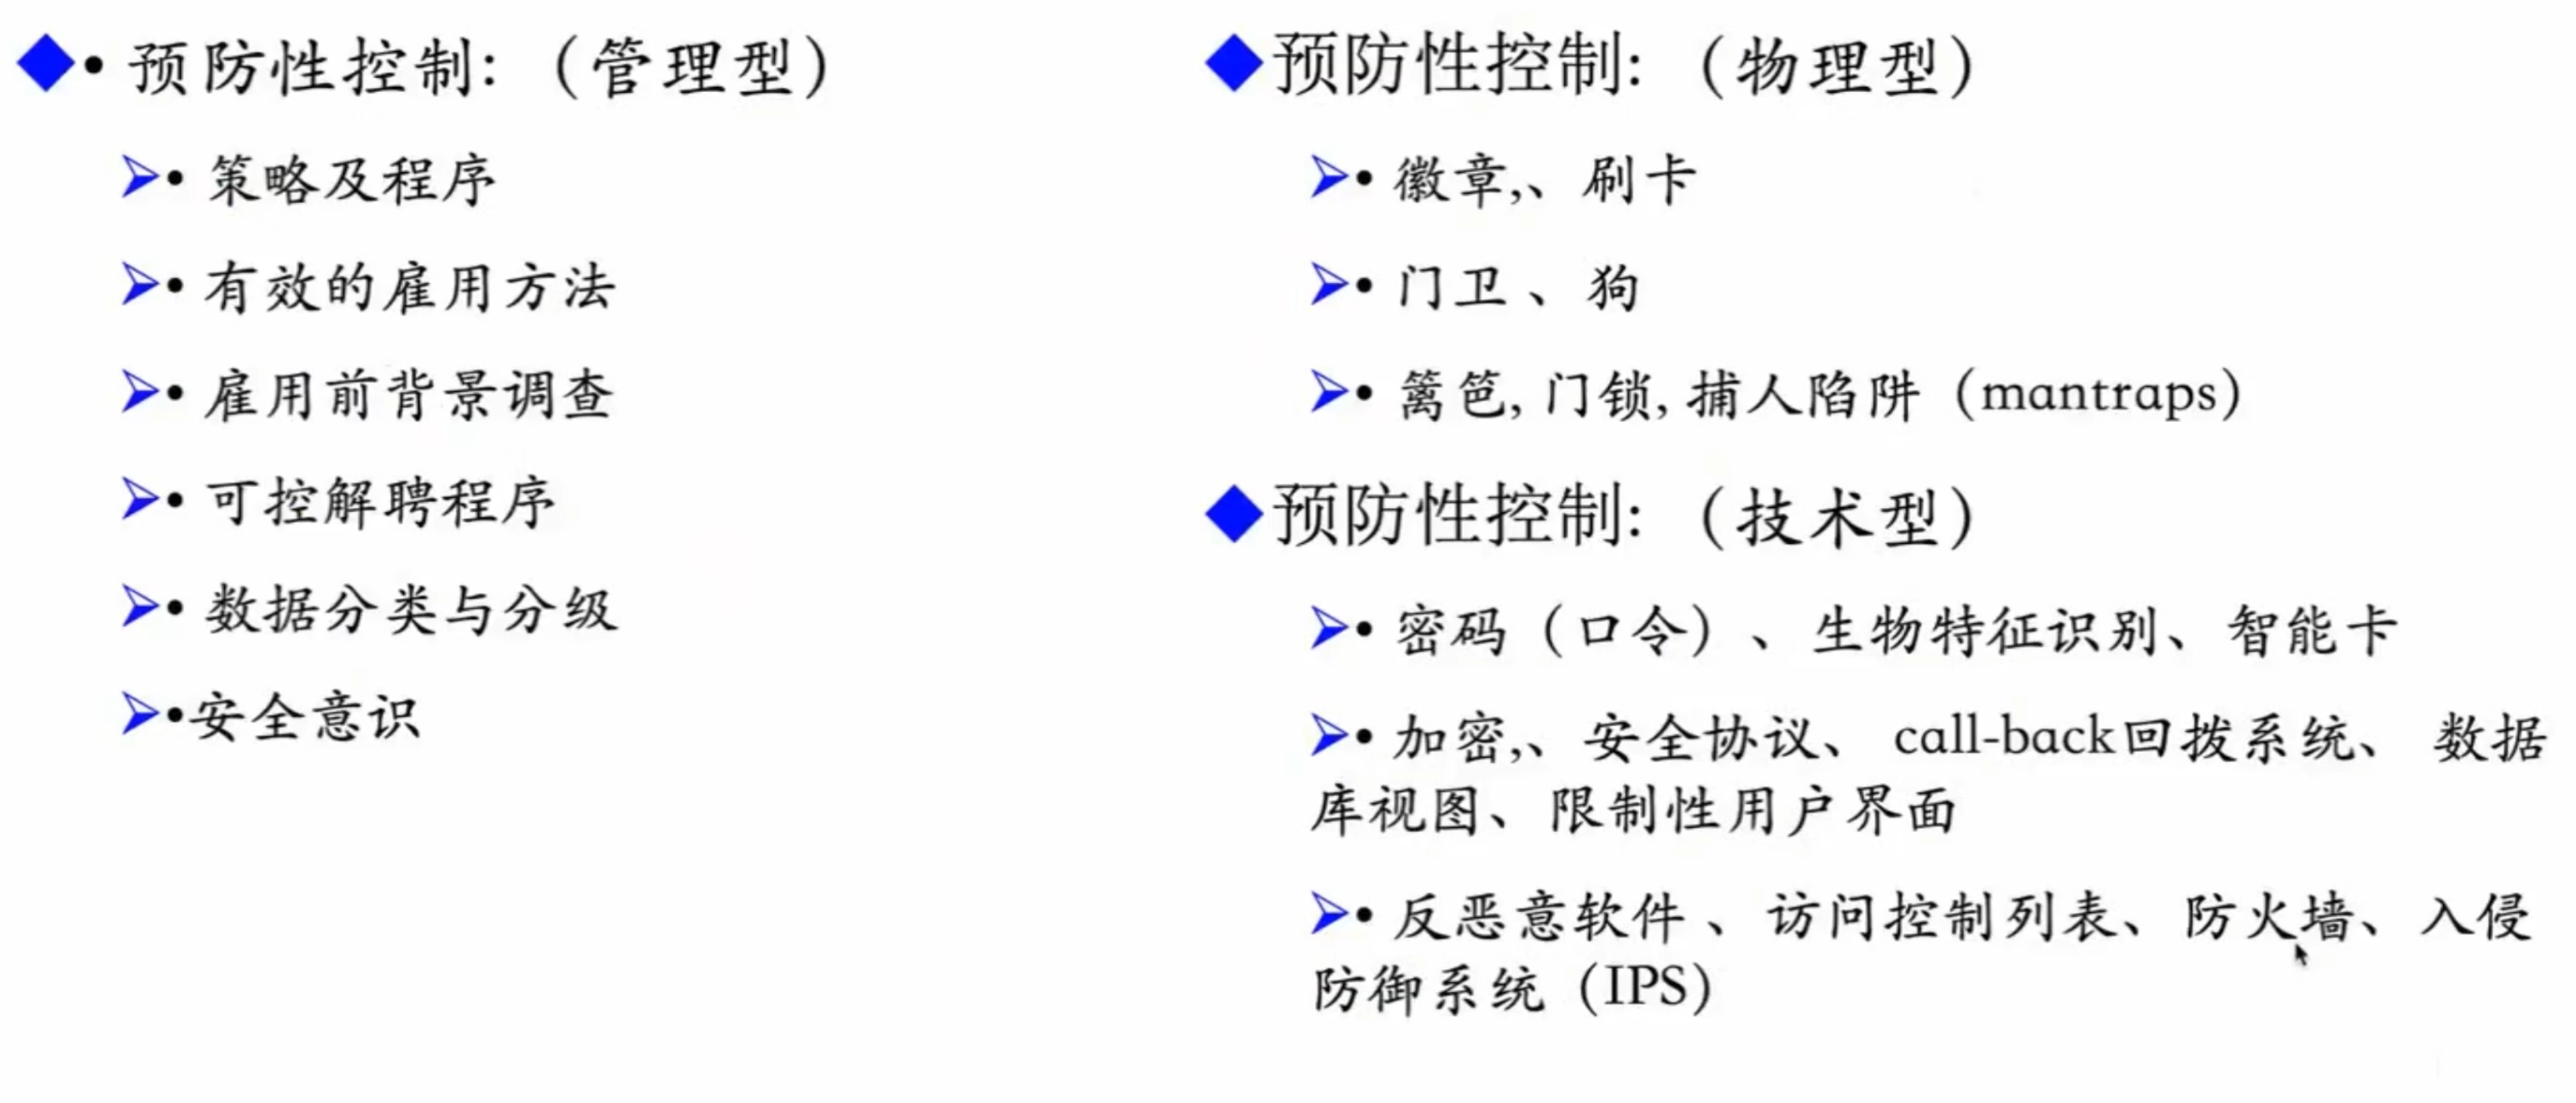 • 预防性控制：（管理型）
• 策略及程序
• 有效的雇用方法
• 雇用前背景调查
• 可控解聘程序
• 数据分类与分级
•安全意识
预防性控制：（物理型）
• 徽章,、刷卡
• 门卫 、狗
• 篱笆, 门锁, 捕人陷阱（mantraps）
预防性控制：（技术型）
• 密码（口令）、生物特征识别、智能卡
• 加密,、安全协议、 call-back回拨系统、 数据
库视图、限制性用户界面
• 反恶意软件 、访问控制列表、防火墙、入侵
防御系统（IPS）